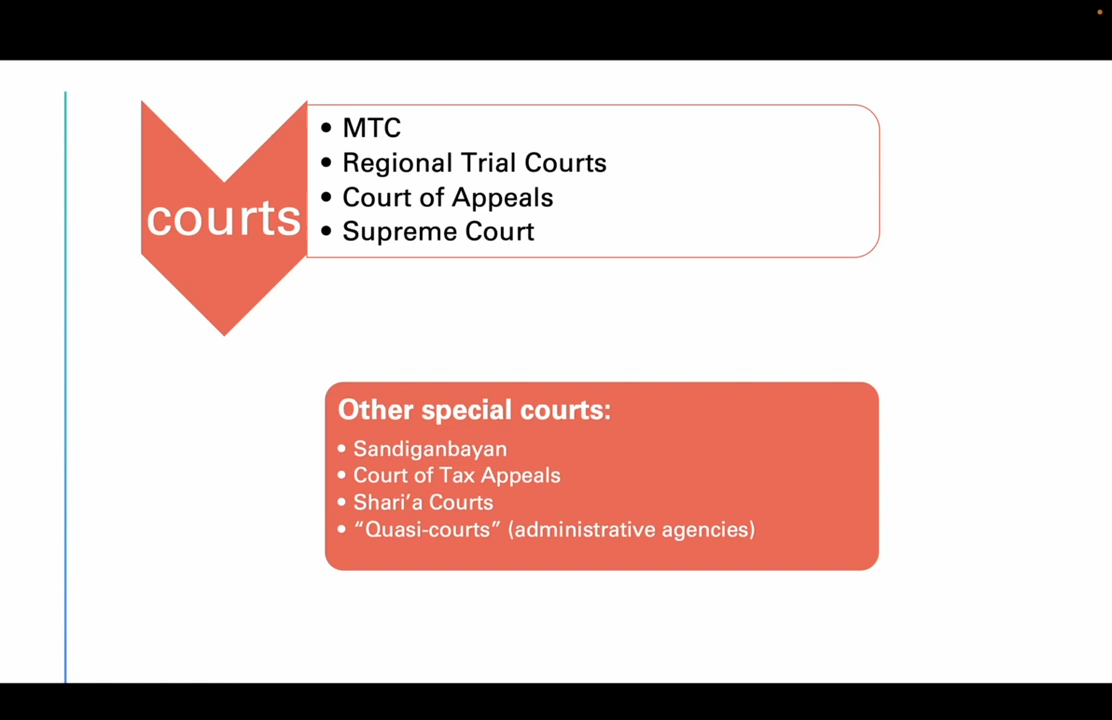 courts
• MTC
• Regional Trial Courts
• Court of Appeals
• Supreme Court
Other special courts:
• Sandiganbayan
• Court of Tax Appeals
• Shari’a Courts
• “Quasi-courts” (administrative agencies)